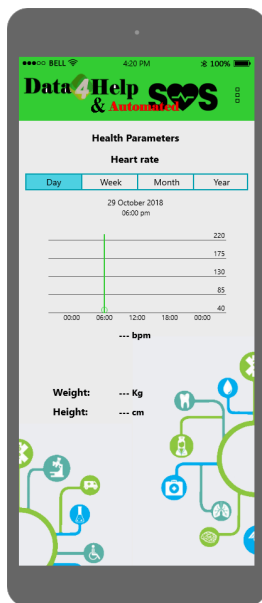 BELL 4:20 PM 100%
Data4Help
& Automated SOS
Health Parameters
Heart rate
Day Week Month Year
29 October 2018
06:00 pm
220
175
130
85
40
00:00 06:00 12:00 18:00 00:00
--- bpm
Weight: --- Kg
Height: --- cm